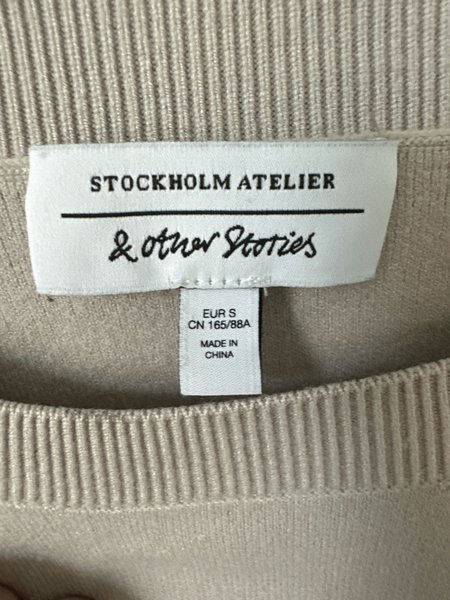 STOCKHOLM ATELIER
& other Stories
EUR S
CN 165/88A
MADE IN
CHINA